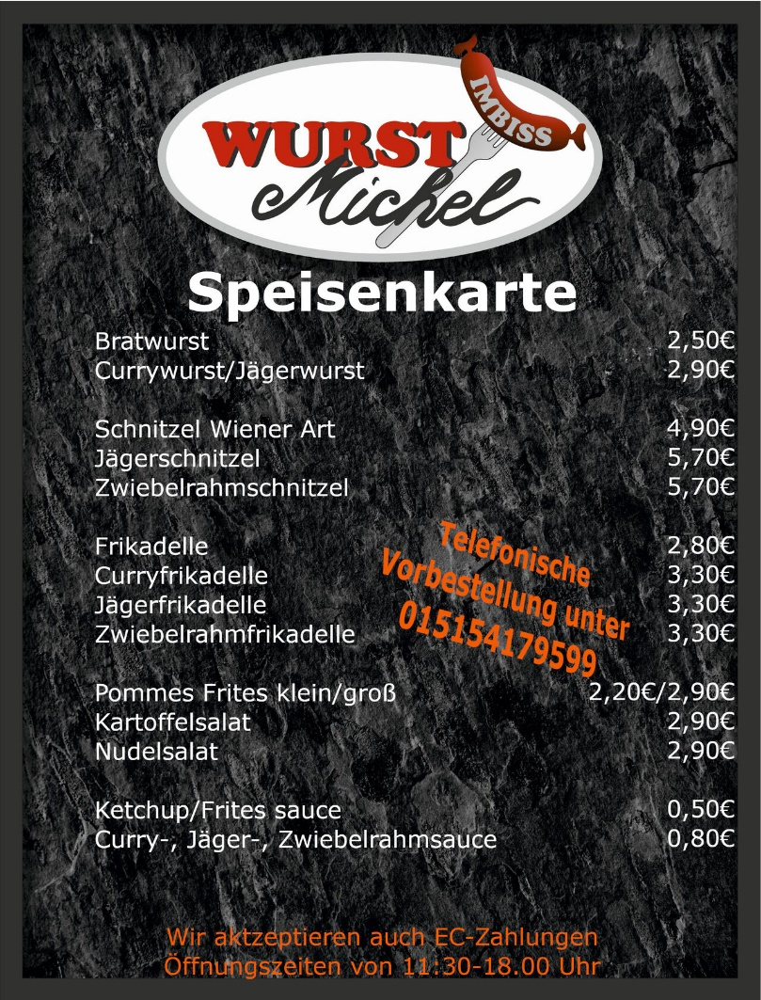 IMBISS
WURST
Michel
Speisenkarte
Bratwurst 2,50€
Currywurst/Jägerwurst 2,90€
Schnitzel Wiener Art 4,90€
Jägerschnitzel 5,70€
Zwiebelrahmschnitzel 5,70€
Frikadelle 2,80€
Curryfrikadelle 3,30€
Jägerfrikadelle 3,30€
Zwiebelrahmfrikadelle 3,30€
Telefonische
Vorbestellung unter
015154179599
Pommes Frites klein/groß 2,20€/2,90€
Kartoffelsalat 2,90€
Nudelsalat 2,90€
Ketchup/Frites sauce 0,50€
Curry-, Jäger-, Zwiebelrahmsauce 0,80€
Wir aktzeptieren auch EC-Zahlungen
Öffnungszeiten von 11:30-18.00 Uhr